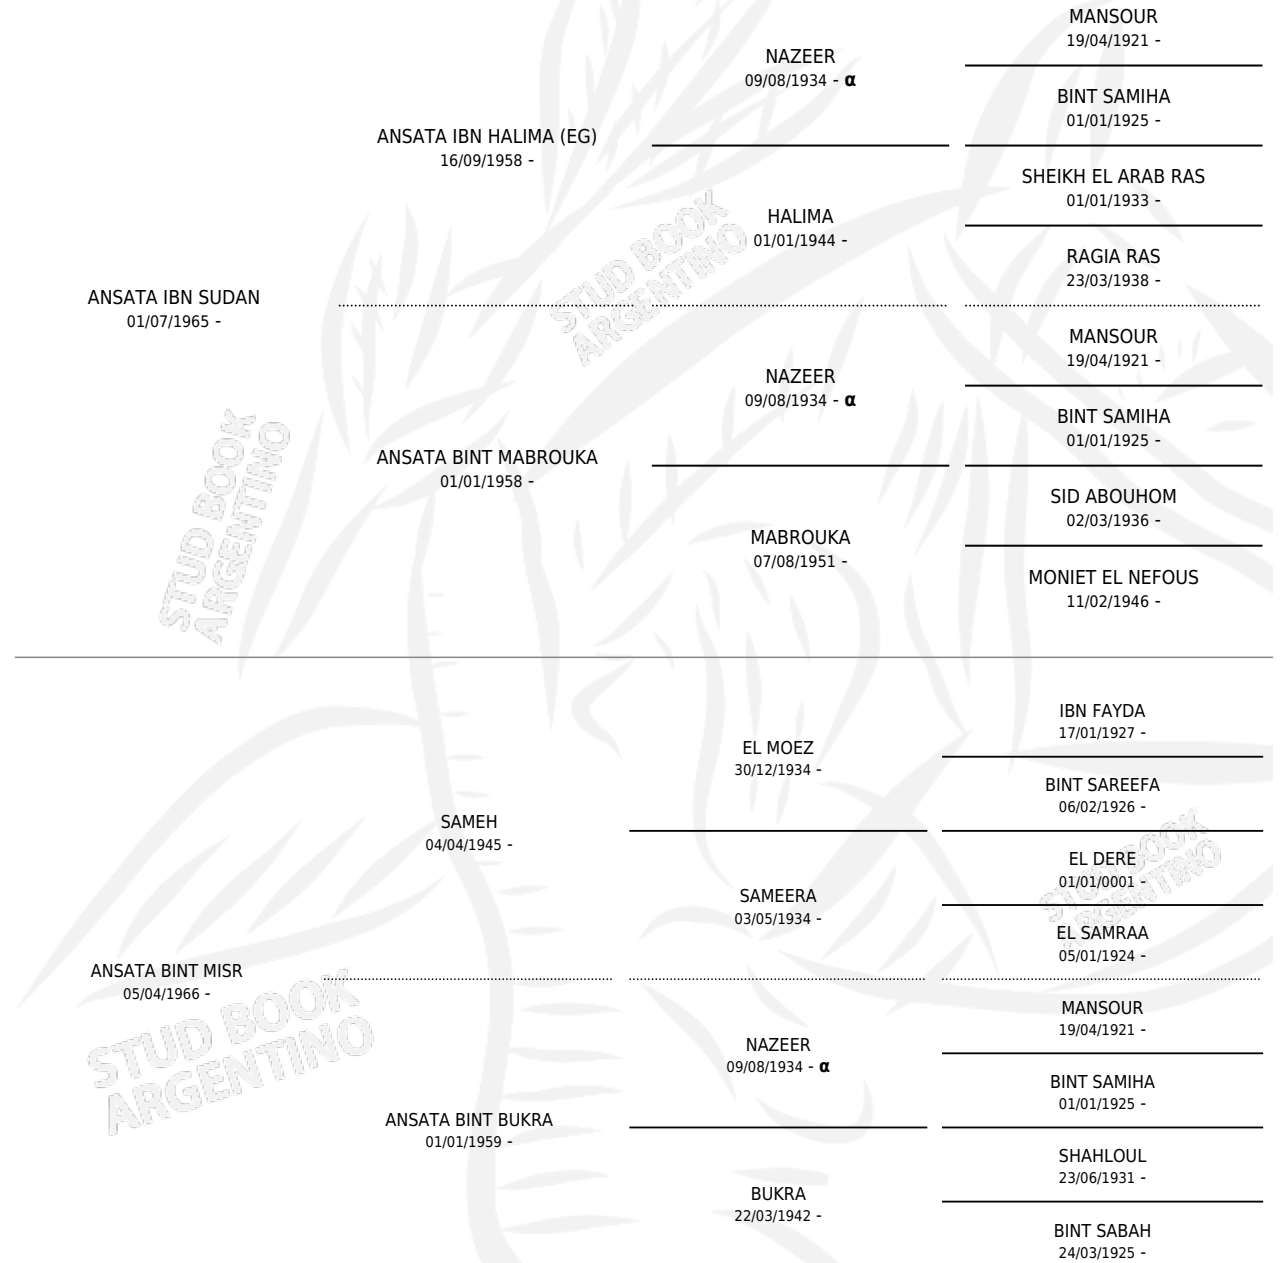 MANSOUR
19/04/1921 -
NAZEER
09/08/1934 - α
BINT SAMIHA
01/01/1925 -
ANSATA IBN HALIMA (EG)
16/09/1958 -
SHEIKH EL ARAB RAS
01/01/1933 -
HALIMA
01/01/1944 -
RAGIA RAS
23/03/1938 -
ANSATA IBN SUDAN
01/07/1965 -
STUD BOOK
ARGENTINO
MANSOUR
19/04/1921 -
NAZEER
09/08/1934 - α
BINT SAMIHA
01/01/1925 -
ANSATA BINT MABROUKA
01/01/1958 -
SID ABOUHOM
02/03/1936 -
MABROUKA
07/08/1951 -
MONIET EL NEFOUS
11/02/1946 -
STUD BOOK
ARGENTINO
IBN FAYDA
17/01/1927 -
EL MOEZ
30/12/1934 -
BINT SAREEFA
06/02/1926 -
SAMEH
04/04/1945 -
EL DERE
01/01/0001 -
SAMEERA
03/05/1934 -
EL SAMRAA
05/01/1924 -
STUD BOOK
ARGENTINO
ANSATA BINT MISR
05/04/1966 -
STUD BOOK
ARGENTINO
MANSOUR
19/04/1921 -
NAZEER
09/08/1934 - α
BINT SAMIHA
01/01/1925 -
ANSATA BINT BUKRA
01/01/1959 -
SHAHLOUL
23/06/1931 -
BUKRA
22/03/1942 -
BINT SABAH
24/03/1925 -